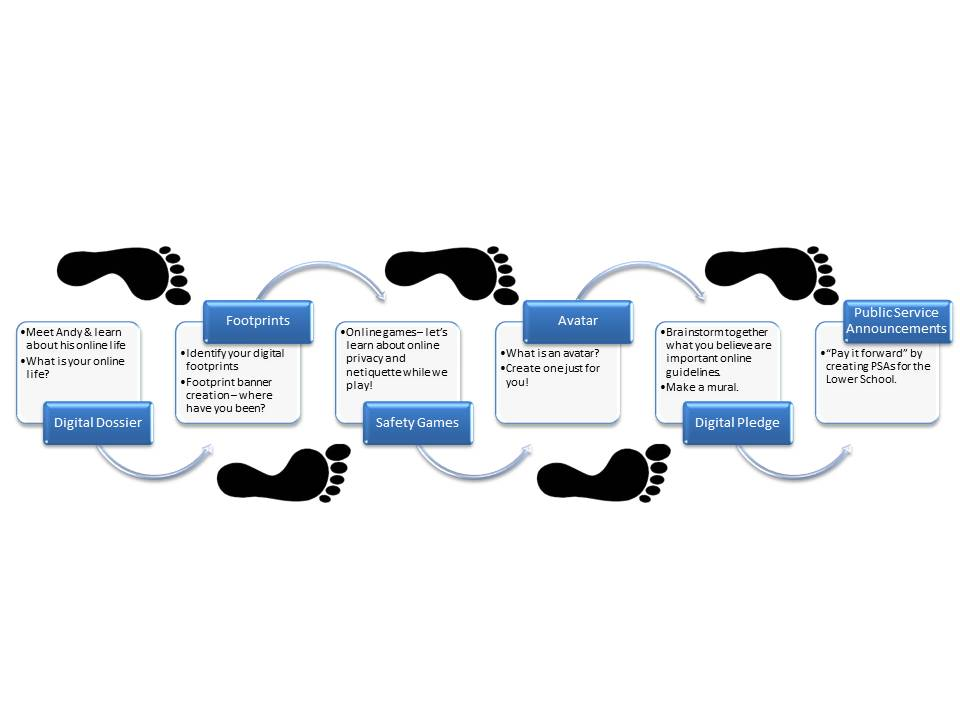 •Meet Andy & learn
about his online life
•What is your online
life?
Digital Dossier
Footprints
•Identify your digital
footprints
•Footprint banner
creation – where
have you been?
•Online games – let's
learn about online
privacy and
netiquette while we
play!
Safety Games
Avatar
•What is an avatar?
•Create one just for
you!
•Brainstorm together
what you believe are
important online
guidelines.
•Make a mural.
Digital Pledge
Public Service
Announcements
•“Pay it forward” by
creating PSAs for the
Lower School.